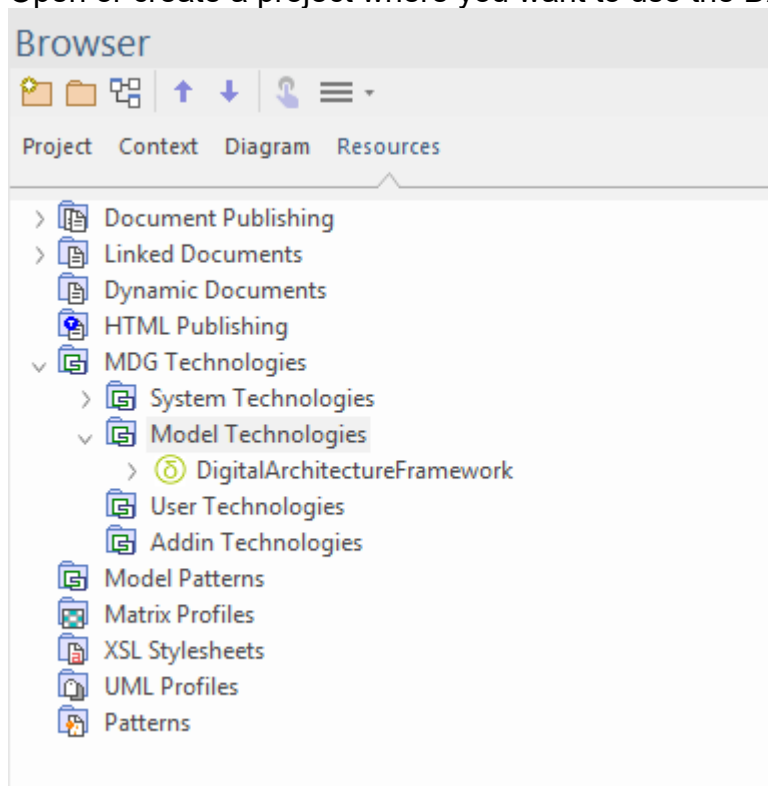 Open or create a project where you want to use the
Browser
Project Context Diagram Resources
Document Publishing
Linked Documents
Dynamic Documents
HTML Publishing
MDG Technologies
System Technologies
Model Technologies
DigitalArchitectureFramework
User Technologies
Addin Technologies
Model Patterns
Matrix Profiles
XSL Stylesheets
UML Profiles
Patterns